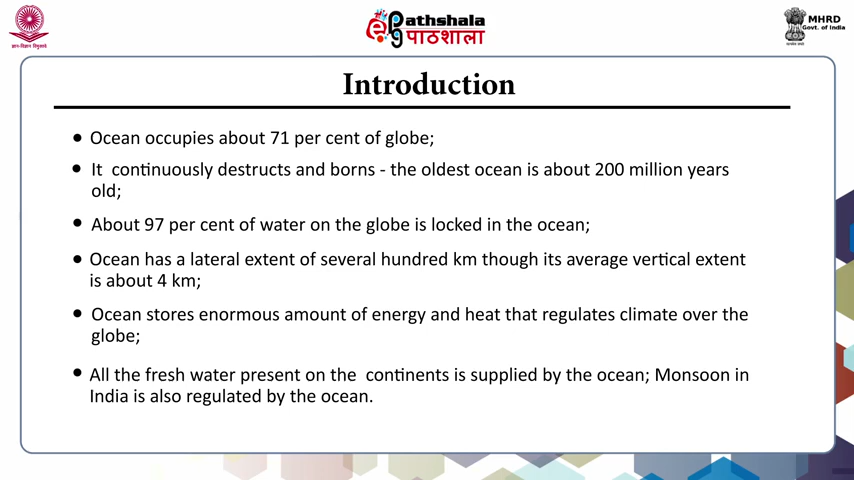 ज्ञान-विज्ञान विमुक्तये
Pathshala
पाठशाला
MHRD
Govt. of India
Introduction
• Ocean occupies about 71 per cent of globe;
• It continuously destructs and borns - the oldest ocean is about 200 million years
old;
• About 97 per cent of water on the globe is locked in the ocean;
• Ocean has a lateral extent of several hundred km though its average vertical extent
is about 4 km;
• Ocean stores enormous amount of energy and heat that regulates climate over the
globe;
• All the fresh water present on the continents is supplied by the ocean; Monsoon in
India is also regulated by the ocean.